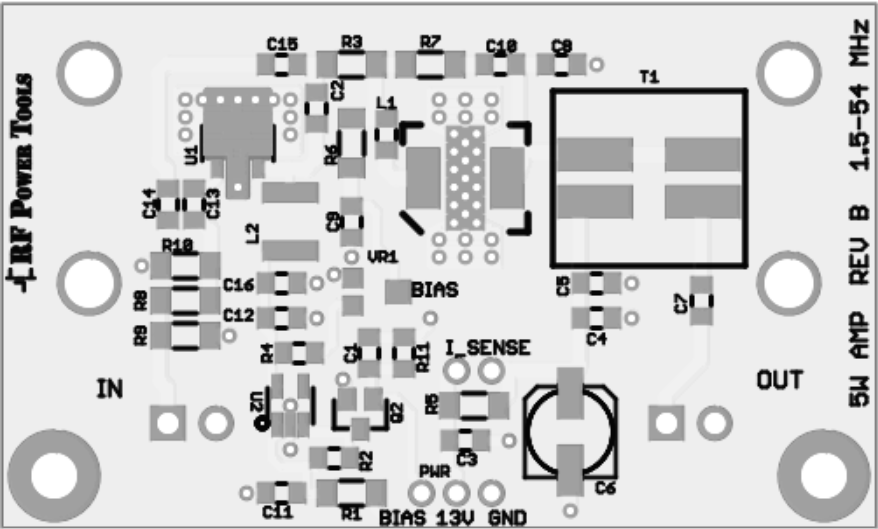 C15 R3 R7 C10 C8
T1
C2
L1
U1
R6
C14 C13
C9
L2
R10
VR1
C16
R8
BIAS
C12
R9
R4
C1
R11
I_SENSE
C5
C4
C7
IN
OUT
U2
Q2
R5
C3
R2
PWR
C6
C11
R1
BIAS 13V GND
RF POWER TOOLS
5W AMP REV B 1.5-54 MHz